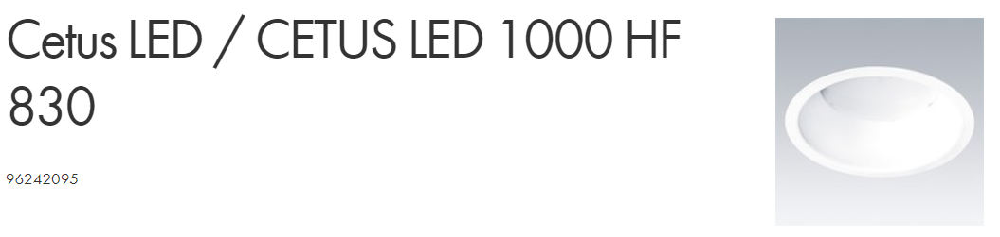 Cetus LED / CETUS LED 1000 HF
830
96242095